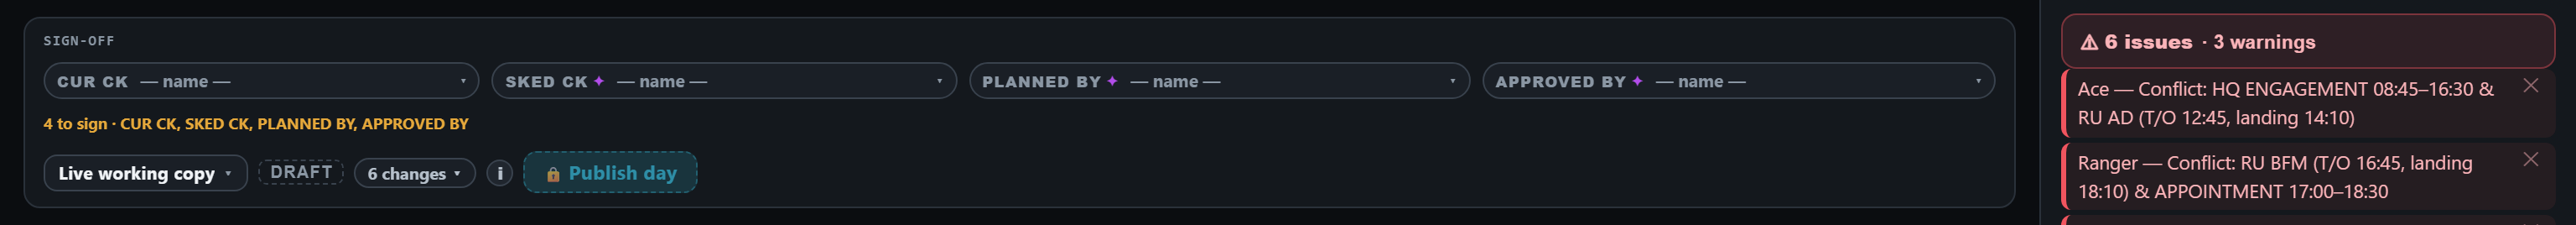 SIGN-OFF
CUR CK — name —
SKED CK ✦ — name —
PLANNED BY ✦ — name —
APPROVED BY ✦ — name —
4 to sign · CUR CK, SKED CK, PLANNED BY, APPROVED BY
Live working copy
DRAFT
6 changes
i
Publish day
⚠ 6 issues · 3 warnings
Ace — Conflict: HQ ENGAGEMENT 08:45–16:30 &
RU AD (T/O 12:45, landing 14:10)
Ranger — Conflict: RU BFM (T/O 16:45, landing
18:10) & APPOINTMENT 17:00–18:30